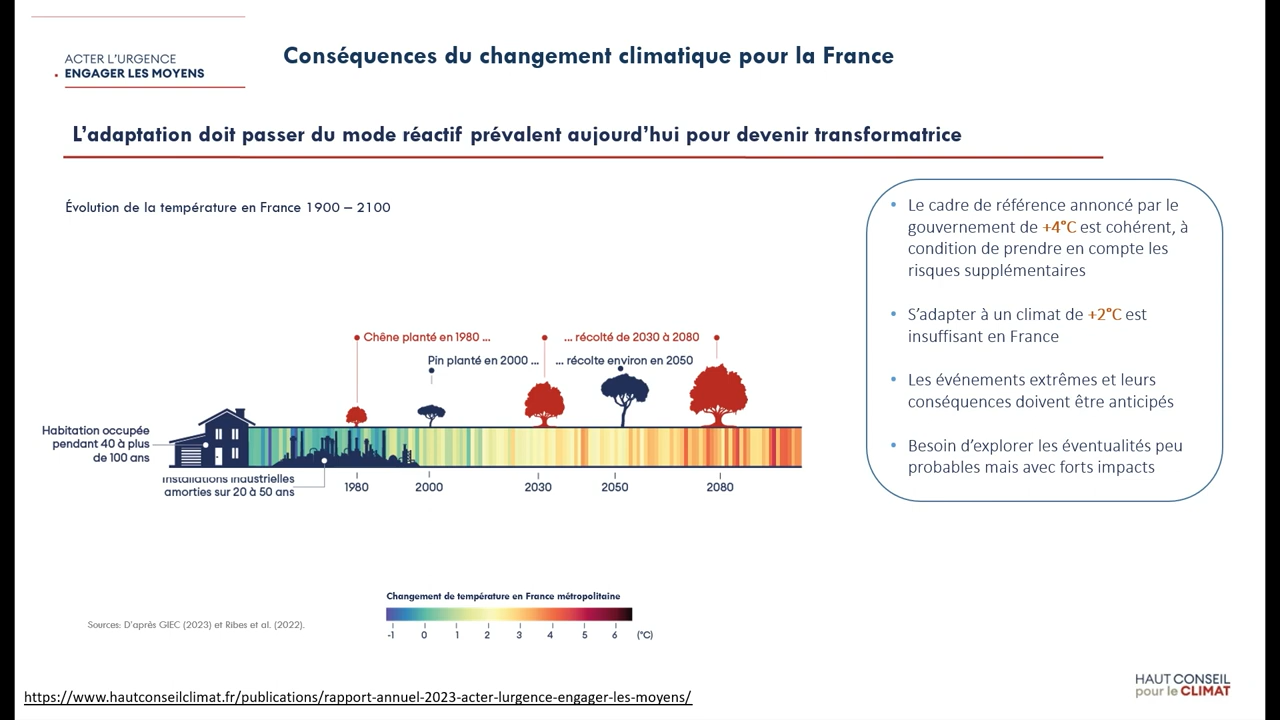 ACTER L'URGENCE
ENGAGER LES MOYENS
Conséquences du changement climatique pour la France
L'adaptation doit passer du mode réactif prévalent aujourd'hui pour devenir transformatrice
Évolution de la température en France 1900 – 2100
Chêne planté en 1980 ...
... récolté de 2030 à 2080
Pin planté en 2000 ...
... récolte environ en 2050
Habitation occupée
pendant 40 à plus
de 100 ans
Installations industrielles
amorties sur 20 à 50 ans
1980
2000
2030
2050
2080
Changement de température en France métropolitaine
-1 0 1 2 3 4 5 6 (°C)
Sources: D'après GIEC (2023) et Ribes et al. (2022).
• Le cadre de référence annoncé par le
gouvernement de +4°C est cohérent, à
condition de prendre en compte les
risques supplémentaires
• S'adapter à un climat de +2°C est
insuffisant en France
• Les événements extrêmes et leurs
conséquences doivent être anticipés
• Besoin d'explorer les éventualités peu
probables mais avec forts impacts
https://www.hautconseilclimat.fr/publications/rapport-annuel-2023-acter-lurgence-engager-les-moyens/
HAUT CONSEIL
pour le CLIMAT